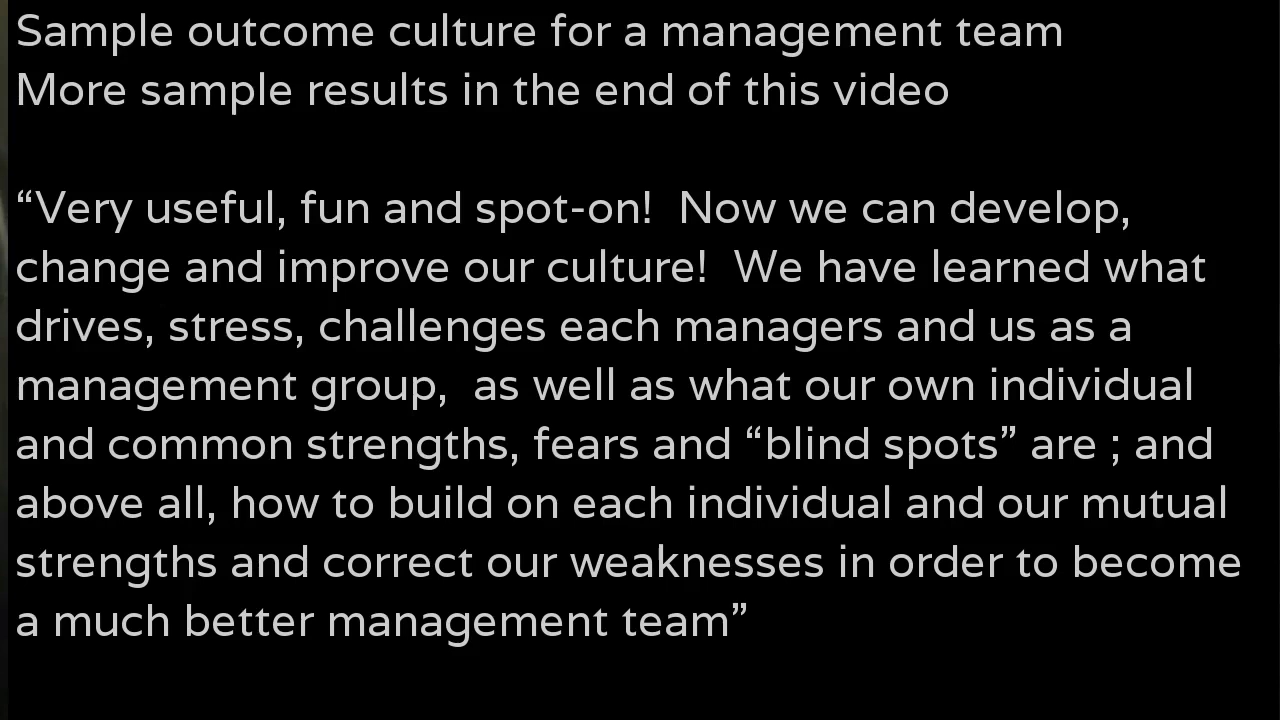 Sample outcome culture for a management team
More sample results in the end of this video
“Very useful, fun and spot-on!  Now we can develop,
change and improve our culture!  We have learned what
drives, stress, challenges each managers and us as a
management group,  as well as what our own individual
and common strengths, fears and “blind spots” are ; and
above all, how to build on each individual and our mutual
strengths and correct our weaknesses in order to become
a much better management team”